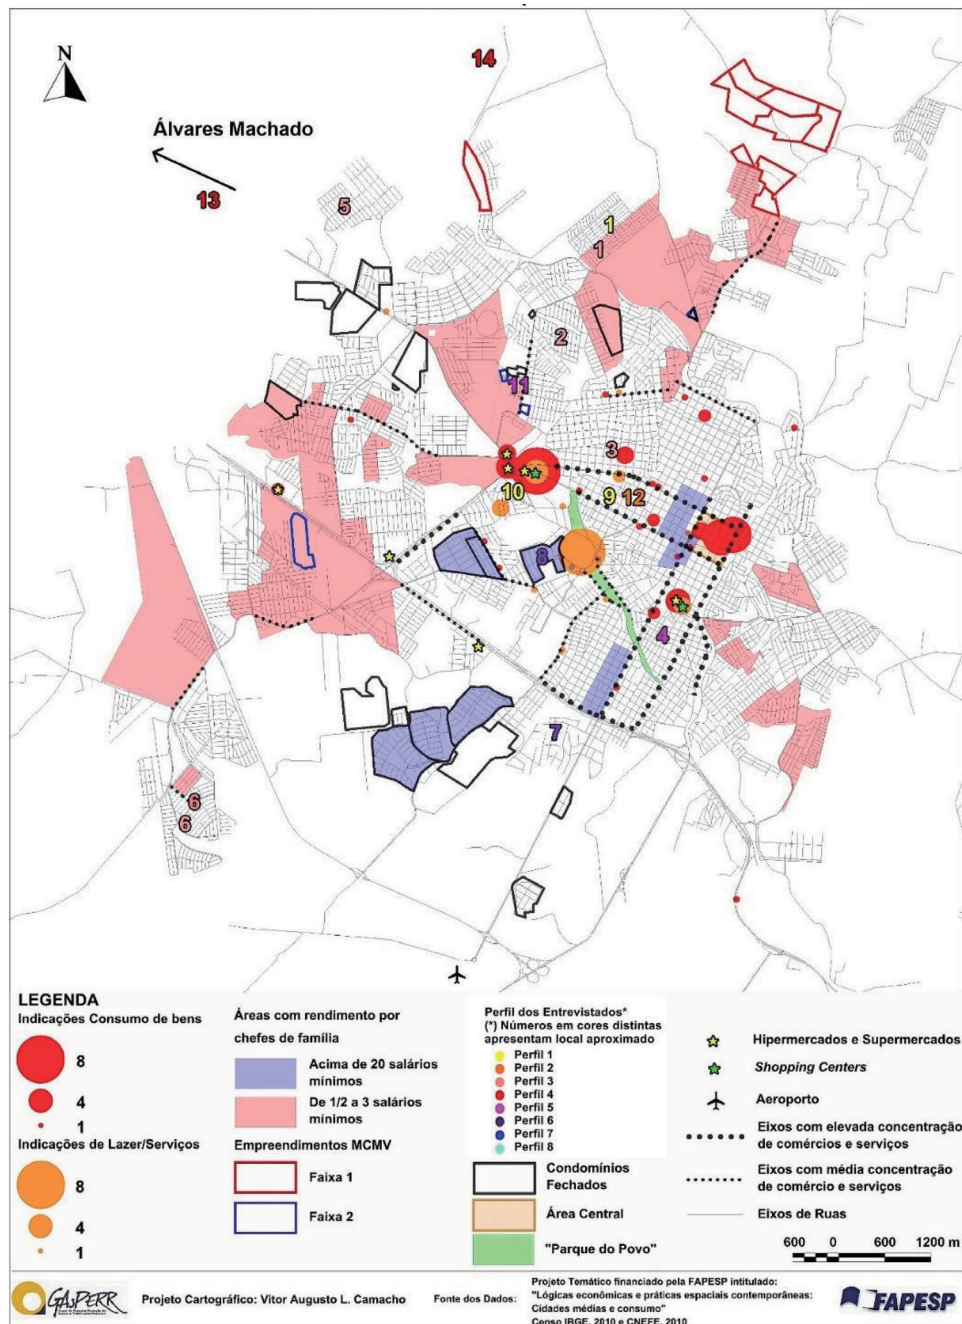 N
14
Álvares Machado
13
5
1
1
2
11
3
10
9
12
8
4
7
6
6
LEGENDA
Indicações Consumo de bens
8
4
1
Indicações de Lazer/Serviços
8
4
1
Áreas com rendimento por
chefes de família
Acima de 20 salários
mínimos
De 1/2 a 3 salários
mínimos
Empreendimentos MCMV
Faixa 1
Faixa 2
Perfil dos Entrevistados*
(*) Números em cores distintas
apresentam local aproximado
Perfil 1
Perfil 2
Perfil 3
Perfil 4
Perfil 5
Perfil 6
Perfil 7
Perfil 8
Condomínios
Fechados
Área Central
"Parque do Povo"
Hipermercados e Supermercados
Shopping Centers
Aeroporto
Eixos com elevada concentração
de comércios e serviços
Eixos com média concentração
de comércio e serviços
Eixos de Ruas
600 0 600 1200 m
GAsPERR
Projeto Cartográfico: Vitor Augusto L. Camacho
Fonte dos Dados:
Projeto Temático financiado pela FAPESP intitulado:
"Lógicas econômicas e práticas espaciais contemporâneas:
Cidades médias e consumo"
Censo IBGE, 2010 e CNEFE, 2010
FAPESP